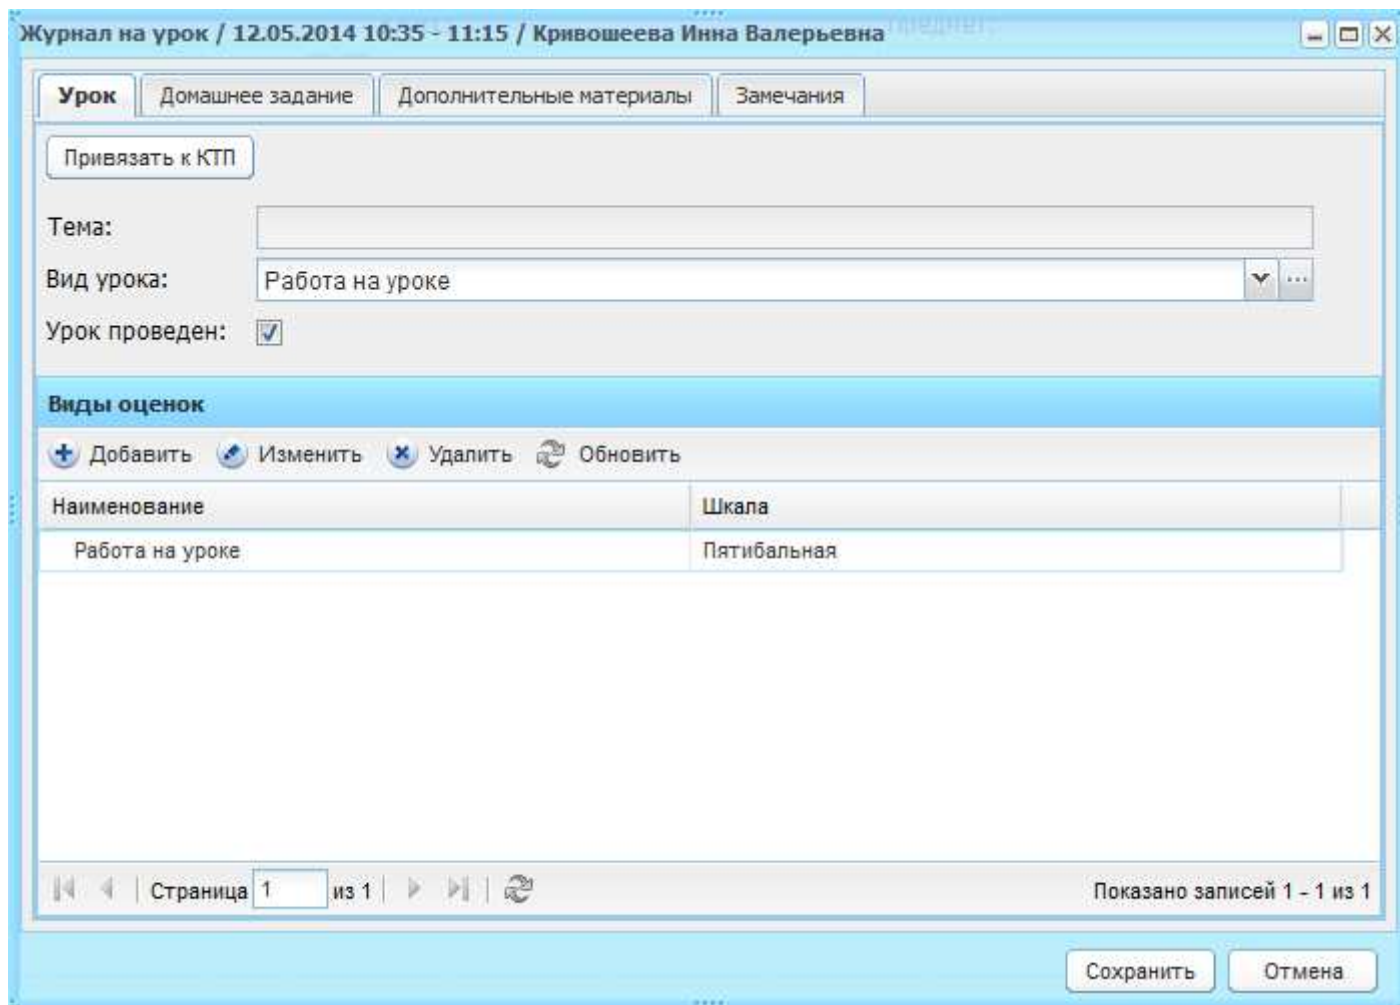 Журнал на урок / 12.05.2014 10:35 - 11:15 / Кривошеева Инна Валерьевна
Урок Домашнее задание Дополнительные материалы Замечания
Привязать к КТП
Тема:
Вид урока: Работа на уроке
Урок проведен:
Виды оценок
Добавить Изменить Удалить Обновить
Наименование Шкала
Работа на уроке Пятибальная
Страница 1 из 1 Показано записей 1 - 1 из 1
Сохранить Отмена